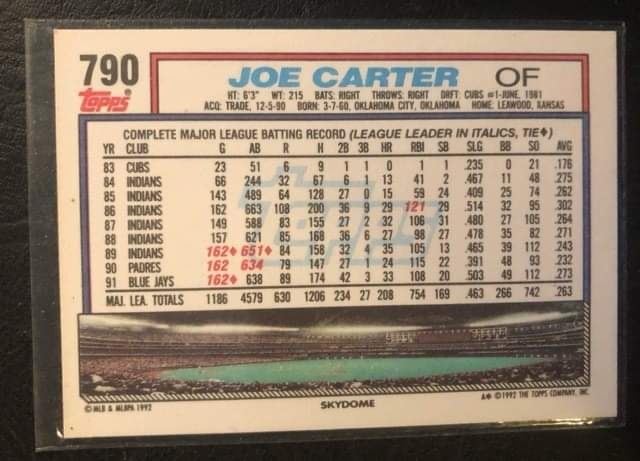 790
Topps
JOE CARTER OF
HT: 6'3" WT: 215 BATS: RIGHT THROWS: RIGHT DRFT: CUBS #1-JUNE, 1981
ACQ: TRADE, 12-5-90 BORN: 3-7-60, OKLAHOMA CITY, OKLAHOMA HOME: LEAWOOD, KANSAS
COMPLETE MAJOR LEAGUE BATTING RECORD (LEAGUE LEADER IN ITALICS, TIE♦)
YR CLUB G AB R H 2B 3B HR RBI SB SLG BB SO AVG
83 CUBS 23 51 6 9 1 1 0 1 1 .235 0 21 .176
84 INDIANS 66 244 32 67 6 1 13 41 2 .467 11 48 .275
85 INDIANS 143 489 64 128 27 0 15 59 24 .409 25 74 .262
86 INDIANS 162 663 108 200 36 9 29 121 29 .514 32 95 .302
87 INDIANS 149 588 83 155 27 2 32 106 31 .480 27 105 .264
88 INDIANS 157 621 85 168 36 6 27 98 27 .478 35 82 .271
89 INDIANS 162♦ 651♦ 84 158 32 4 35 105 13 .465 39 112 .243
90 PADRES 162 634 79 147 27 1 24 115 22 .391 48 93 .232
91 BLUE JAYS 162♦ 638 89 174 42 3 33 108 20 .503 49 112 .273
MAJ. LEA. TOTALS 1186 4579 630 1206 234 27 208 754 169 .463 266 742 .263
Topps
©MLB & MLBPA 1992
SKYDOME
A♦ ©1992 THE TOPPS COMPANY, INC.